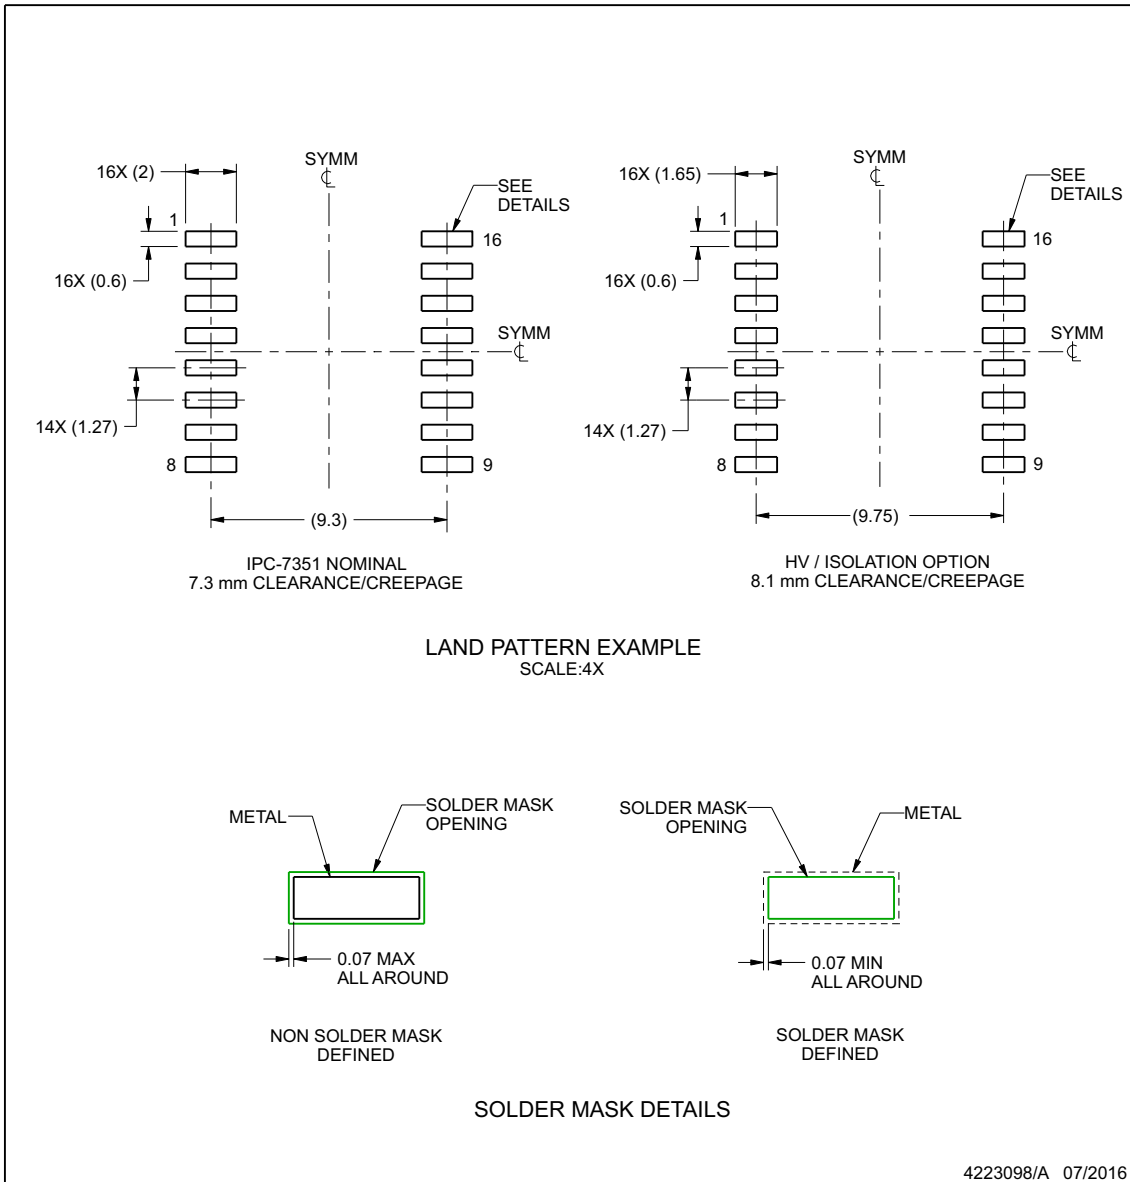 SYMM
16X (2)
SEE
DETAILS
1
16
16X (0.6)
SYMM
14X (1.27)
8
9
(9.3)
IPC-7351 NOMINAL
7.3 mm CLEARANCE/CREEPAGE
SYMM
16X (1.65)
SEE
DETAILS
1
16
16X (0.6)
SYMM
14X (1.27)
8
9
(9.75)
HV / ISOLATION OPTION
8.1 mm CLEARANCE/CREEPAGE
LAND PATTERN EXAMPLE
SCALE:4X
METAL
SOLDER MASK
OPENING
0.07 MAX
ALL AROUND
NON SOLDER MASK
DEFINED
SOLDER MASK
OPENING
METAL
0.07 MIN
ALL AROUND
SOLDER MASK
DEFINED
SOLDER MASK DETAILS
4223098/A 07/2016